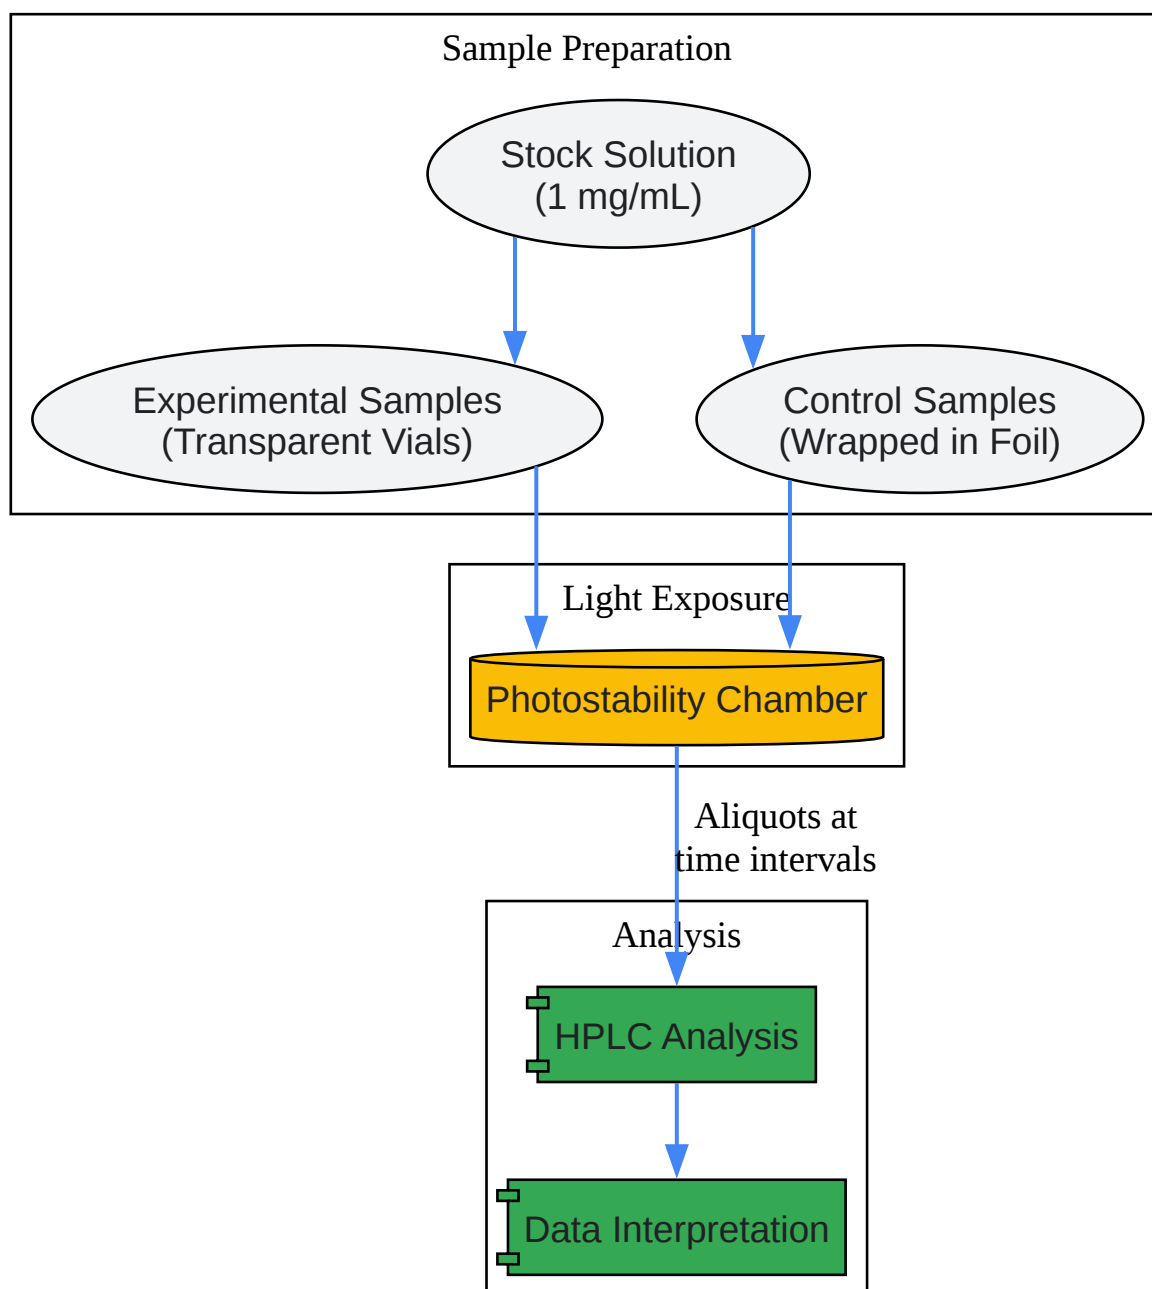 Sample Preparation
Stock Solution
(1 mg/mL)
Experimental Samples
(Transparent Vials)
Control Samples
(Wrapped in Foil)
Light Exposure
Photostability Chamber
Aliquots at
time intervals
Analysis
HPLC Analysis
Data Interpretation